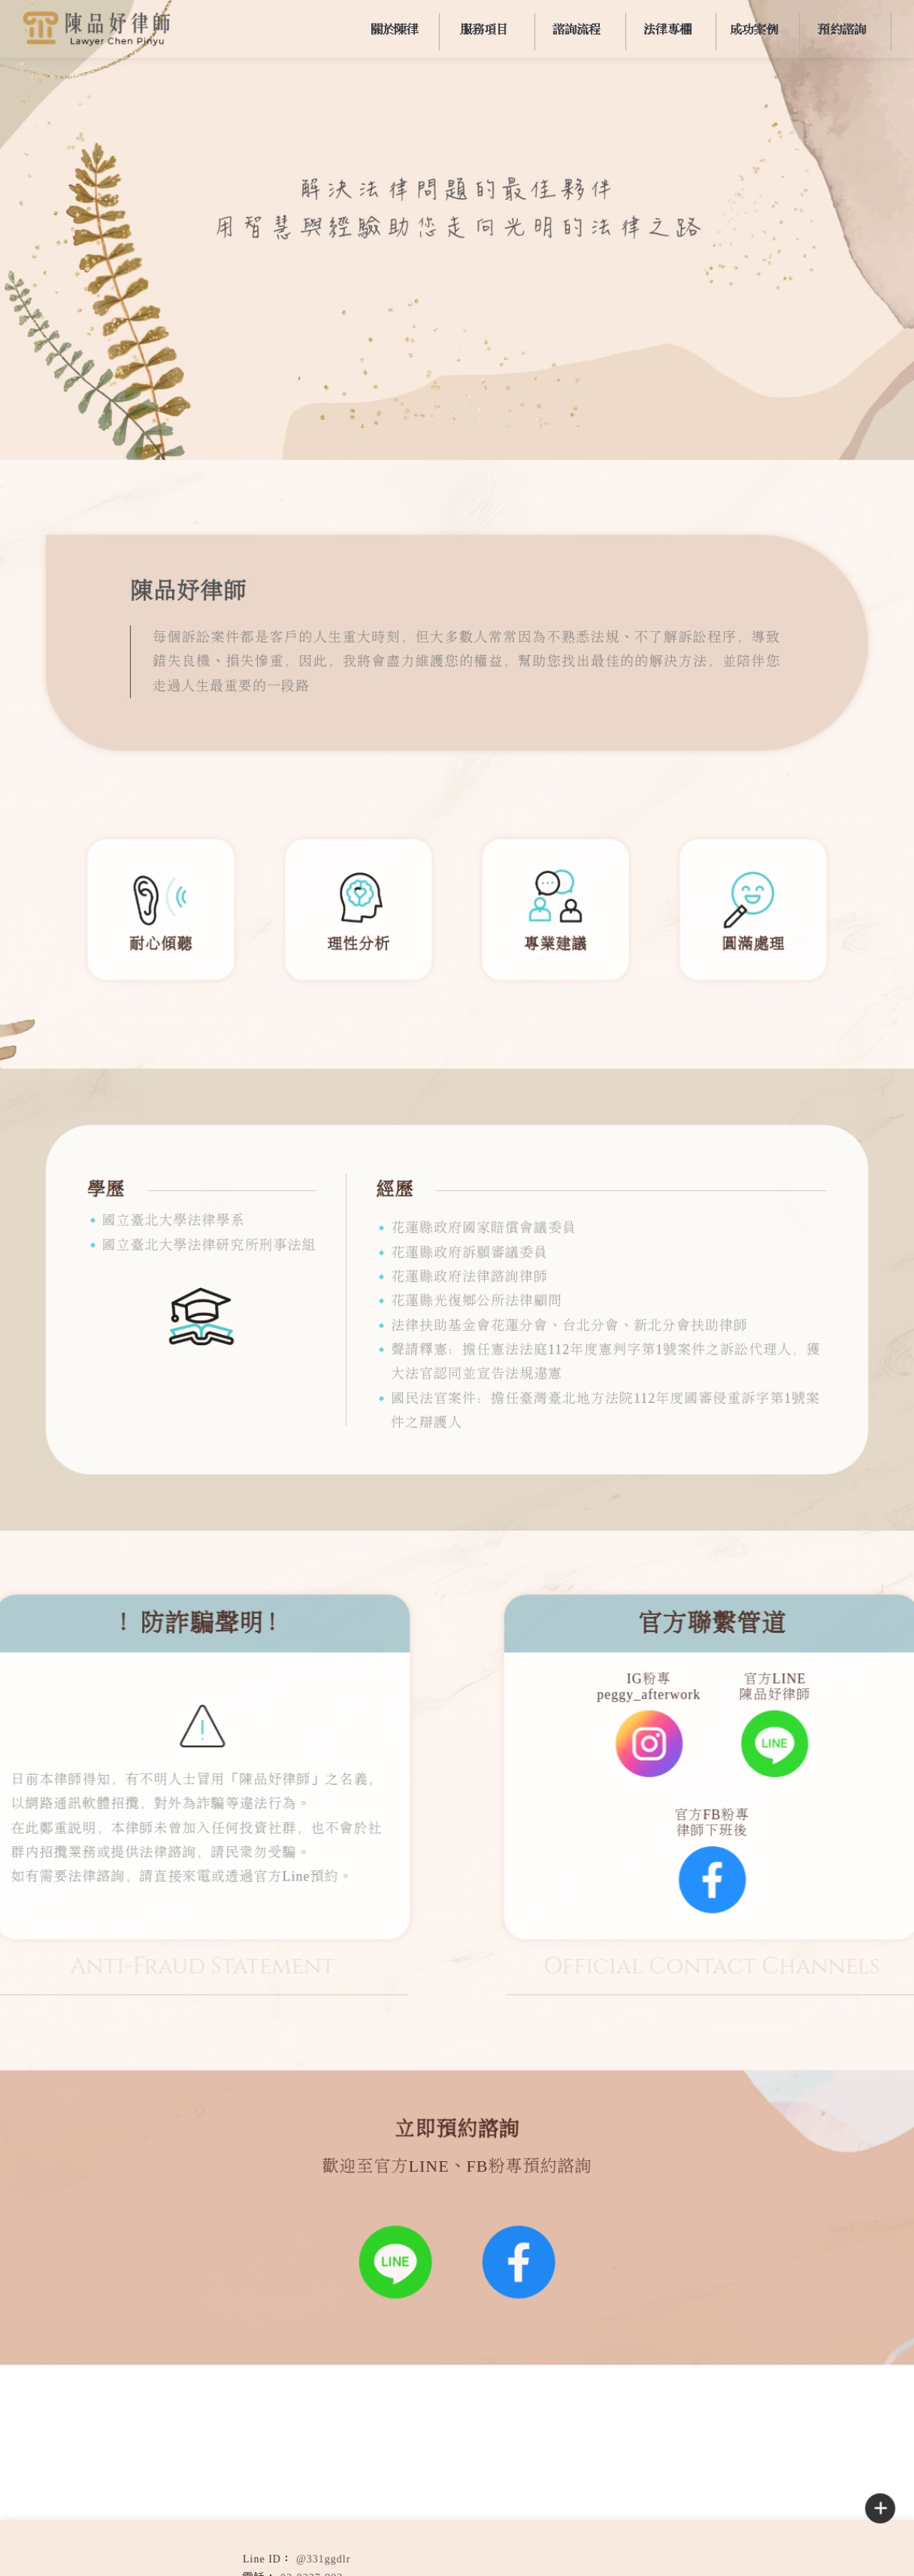 陳品妤律師
Lawyer Chen Pinyu
關於陳律
服務項目
諮詢流程
法律專欄
成功案例
預約諮詢
解決法律問題的最佳夥伴
用智慧與經驗助您走向光明的法律之路
陳品妤律師
每個訴訟案件都是客戶的人生重大時刻，但大多數人常常因為不熟悉法規、不了解訴訟程序，導致
錯失良機、損失慘重，因此，我將會盡力維護您的權益，幫助您找出最佳的的解決方法，並陪伴您
走過人生最重要的一段路
耐心傾聽
理性分析
專業建議
圓滿處理
學歷
國立臺北大學法律學系
國立臺北大學法律研究所刑事法組
經歷
花蓮縣政府國家賠償會議委員
花蓮縣政府訴願審議委員
花蓮縣政府法律諮詢律師
花蓮縣光復鄉公所法律顧問
法律扶助基金會花蓮分會、台北分會、新北分會扶助律師
聲請釋憲：擔任憲法法庭112年度憲判字第1號案件之訴訟代理人，獲
大法官認同並宣告法規違憲
國民法官案件：擔任臺灣臺北地方法院112年度國審侵重訴字第1號案
件之辯護人
！防詐騙聲明！
日前本律師得知，有不明人士冒用「陳品妤律師」之名義，
以網路通訊軟體招攬，對外為詐騙等違法行為。
在此鄭重說明，本律師未曾加入任何投資社群，也不會於社
群內招攬業務或提供法律諮詢，請民衆勿受騙。
如有需要法律諮詢，請直接來電或透過官方Line預約。
Anti-Fraud Statement
官方聯繫管道
IG粉專
peggy_afterwork
官方LINE
陳品妤律師
LINE
官方FB粉專
律師下班後
Official Contact Channels
立即預約諮詢
歡迎至官方LINE、FB粉專預約諮詢
LINE
Line ID： @331ggdlr